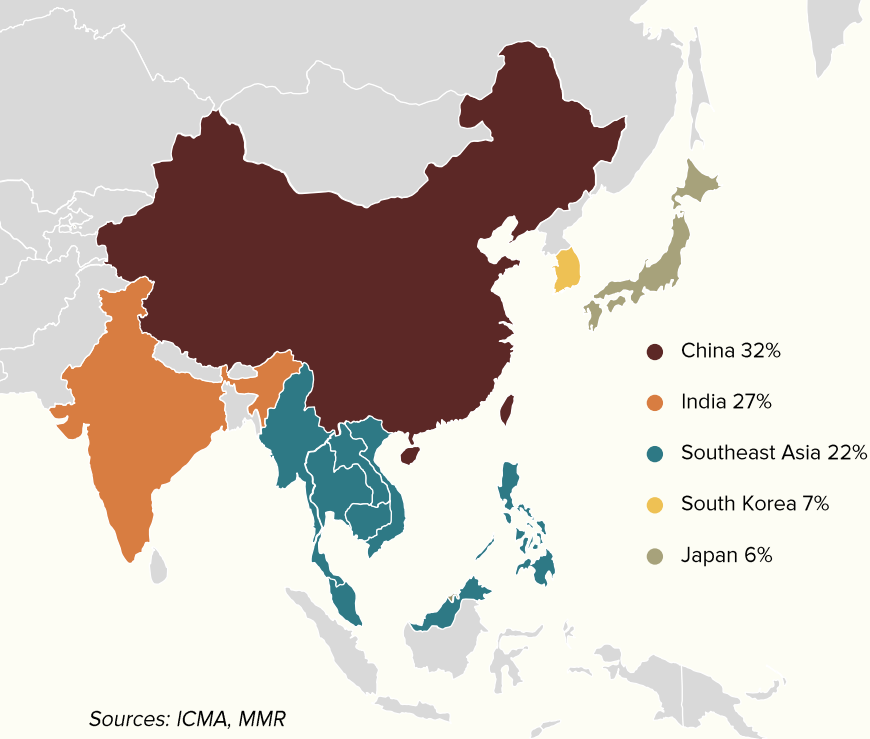 China 32%
India 27%
Southeast Asia 22%
South Korea 7%
Japan 6%
Sources: ICMA, MMR